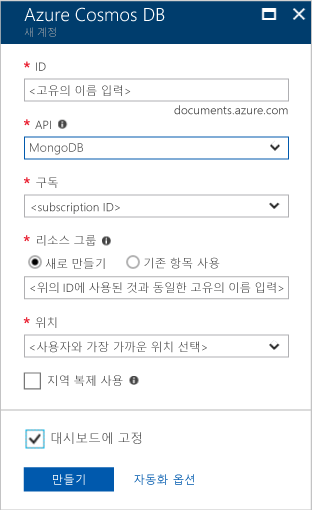 Azure Cosmos DB
새 계정
* ID
<고유의 이름 입력>
documents.azure.com
* API
MongoDB
* 구독
<subscription ID>
* 리소스 그룹
새로 만들기 기존 항목 사용
<위의 ID에 사용된 것과 동일한 고유의 이름 입력>
* 위치
<사용자와 가장 가까운 위치 선택>
지역 복제 사용
대시보드에 고정
만들기 자동화 옵션